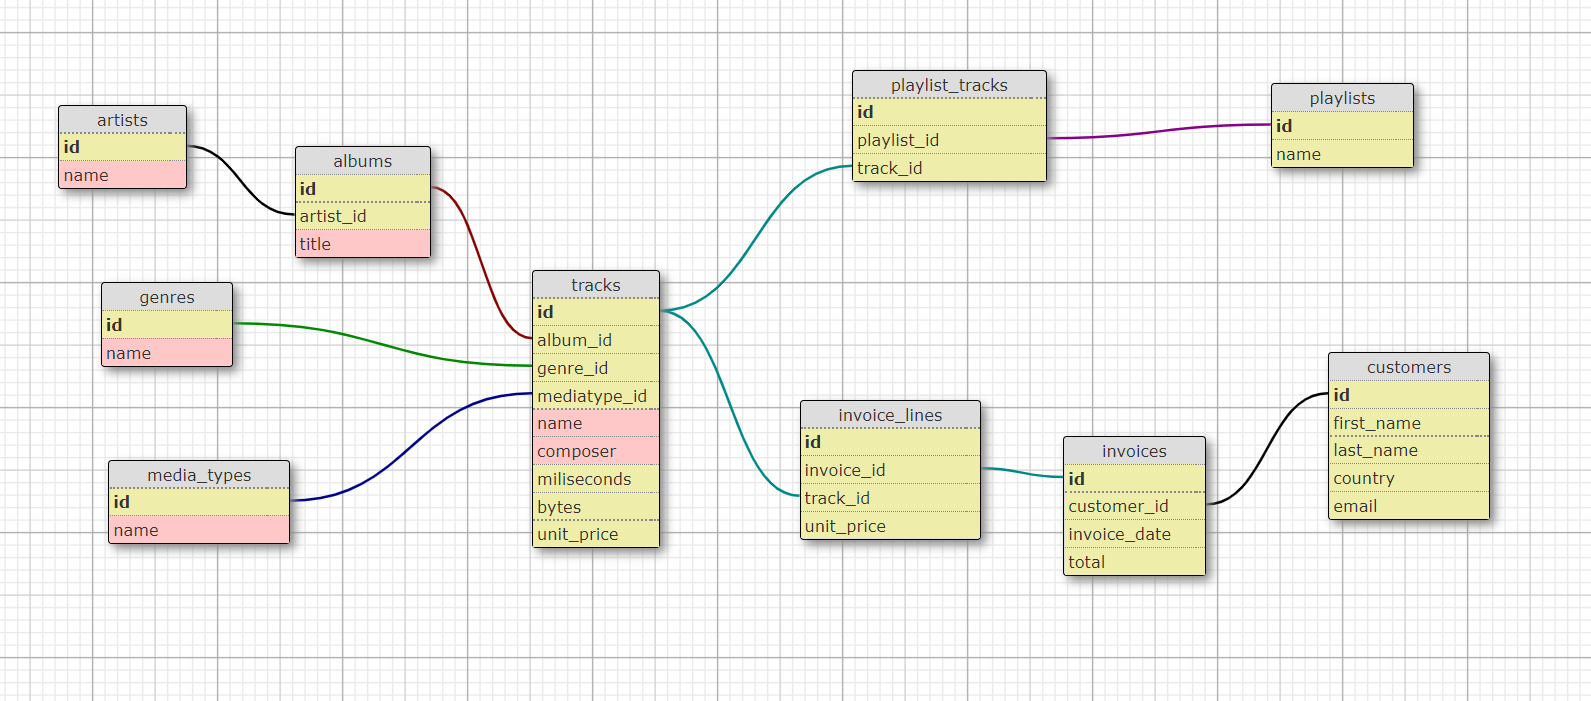 artists
id
name
albums
id
artist_id
title
genres
id
name
media_types
id
name
tracks
id
album_id
genre_id
mediatype_id
name
composer
miliseconds
bytes
unit_price
playlist_tracks
id
playlist_id
track_id
playlists
id
name
invoice_lines
id
invoice_id
track_id
unit_price
invoices
id
customer_id
invoice_date
total
customers
id
first_name
last_name
country
email